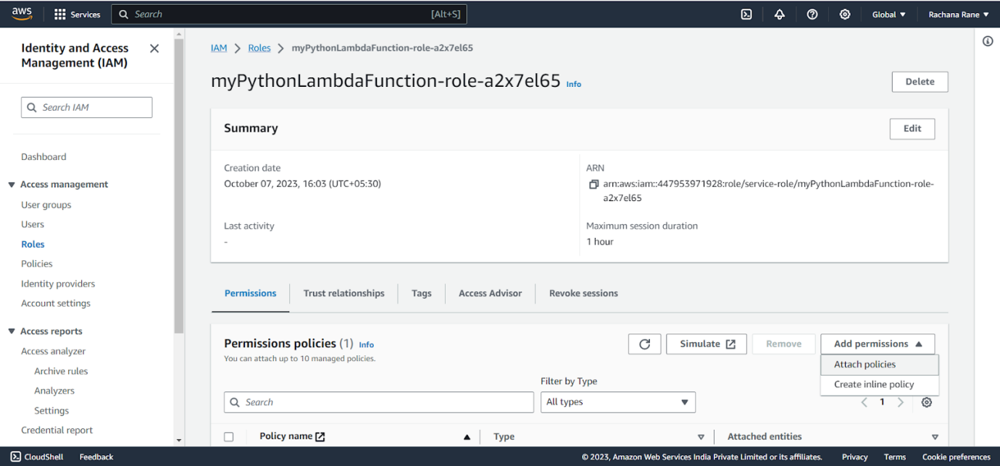 aws
Services
Search [Alt+S]
Global
Rachana Rane
Identity and Access
Management (IAM)
Search IAM
Dashboard
Access management
User groups
Users
Roles
Policies
Identity providers
Account settings
Access reports
Access analyzer
Archive rules
Analyzers
Settings
Credential report
IAM
Roles
myPythonLambdaFunction-role-a2x7el65
myPythonLambdaFunction-role-a2x7el65 Info
Delete
Summary
Edit
Creation date
October 07, 2023, 16:03 (UTC+05:30)
ARN
arn:aws:iam::447953971928:role/service-role/myPythonLambdaFunction-role-
a2x7el65
Last activity
-
Maximum session duration
1 hour
Permissions
Trust relationships
Tags
Access Advisor
Revoke sessions
Permissions policies (1) Info
You can attach up to 10 managed policies.
Simulate
Remove
Add permissions
Attach policies
Create inline policy
Filter by Type
Search
All types
1
Policy name
Type
Attached entities
CloudShell
Feedback
© 2023, Amazon Web Services India Private Limited or its affiliates.
Privacy
Terms
Cookie preferences